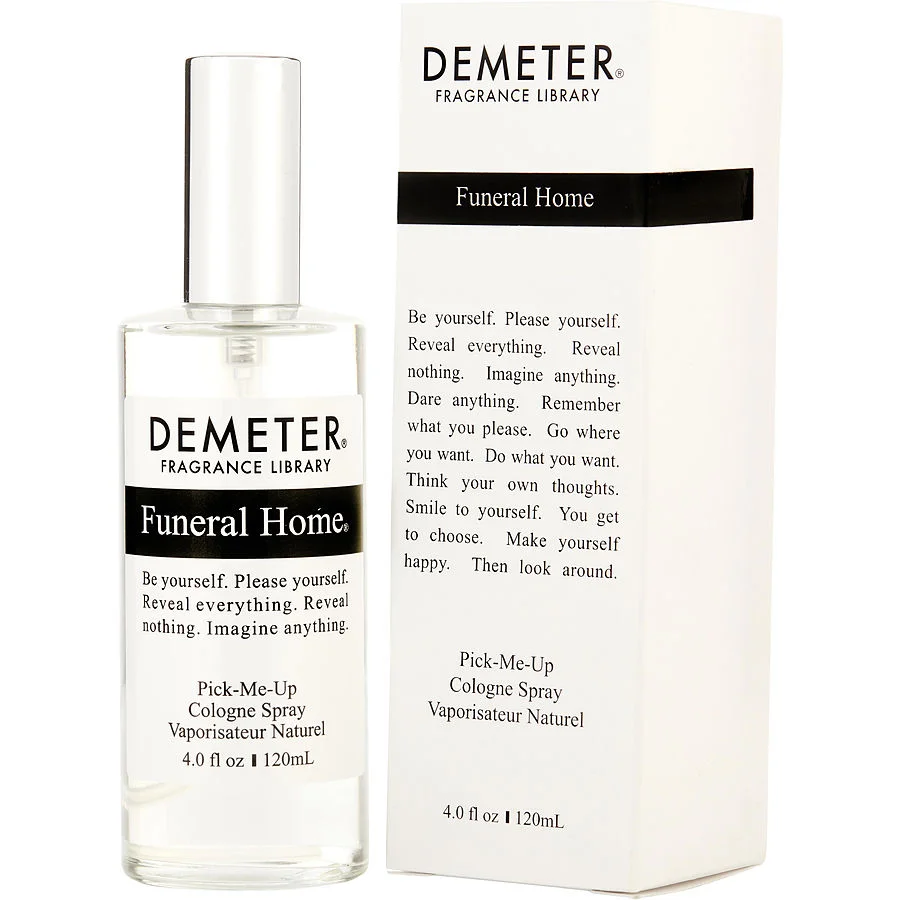 DEMETER®
FRAGRANCE LIBRARY
Funeral Home®
Be yourself. Please yourself.
Reveal everything. Reveal
nothing. Imagine anything.
Pick-Me-Up
Cologne Spray
Vaporisateur Naturel
4.0 fl oz ▌120mL
DEMETER®
FRAGRANCE LIBRARY
Funeral Home
Be yourself. Please yourself.
Reveal everything. Reveal
nothing. Imagine anything.
Dare anything. Remember
what you please. Go where
you want. Do what you want.
Think your own thoughts.
Smile to yourself. You get
to choose. Make yourself
happy. Then look around.
Pick-Me-Up
Cologne Spray
Vaporisateur Naturel
4.0 fl oz ▌120mL